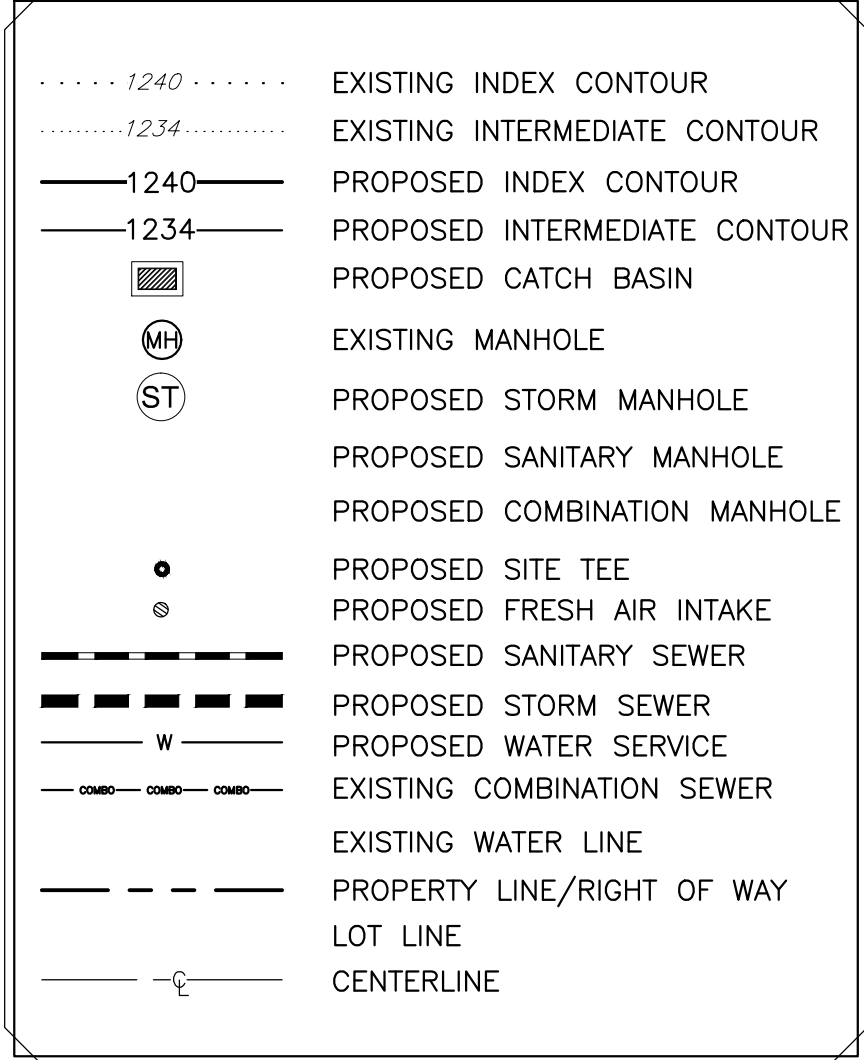 1240 EXISTING INDEX CONTOUR
1234 EXISTING INTERMEDIATE CONTOUR
1240 PROPOSED INDEX CONTOUR
1234 PROPOSED INTERMEDIATE CONTOUR
PROPOSED CATCH BASIN
MH EXISTING MANHOLE
ST PROPOSED STORM MANHOLE
PROPOSED SANITARY MANHOLE
PROPOSED COMBINATION MANHOLE
PROPOSED SITE TEE
PROPOSED FRESH AIR INTAKE
PROPOSED SANITARY SEWER
PROPOSED STORM SEWER
W PROPOSED WATER SERVICE
COMBO COMBO COMBO EXISTING COMBINATION SEWER
EXISTING WATER LINE
PROPERTY LINE/RIGHT OF WAY
LOT LINE
℄ CENTERLINE